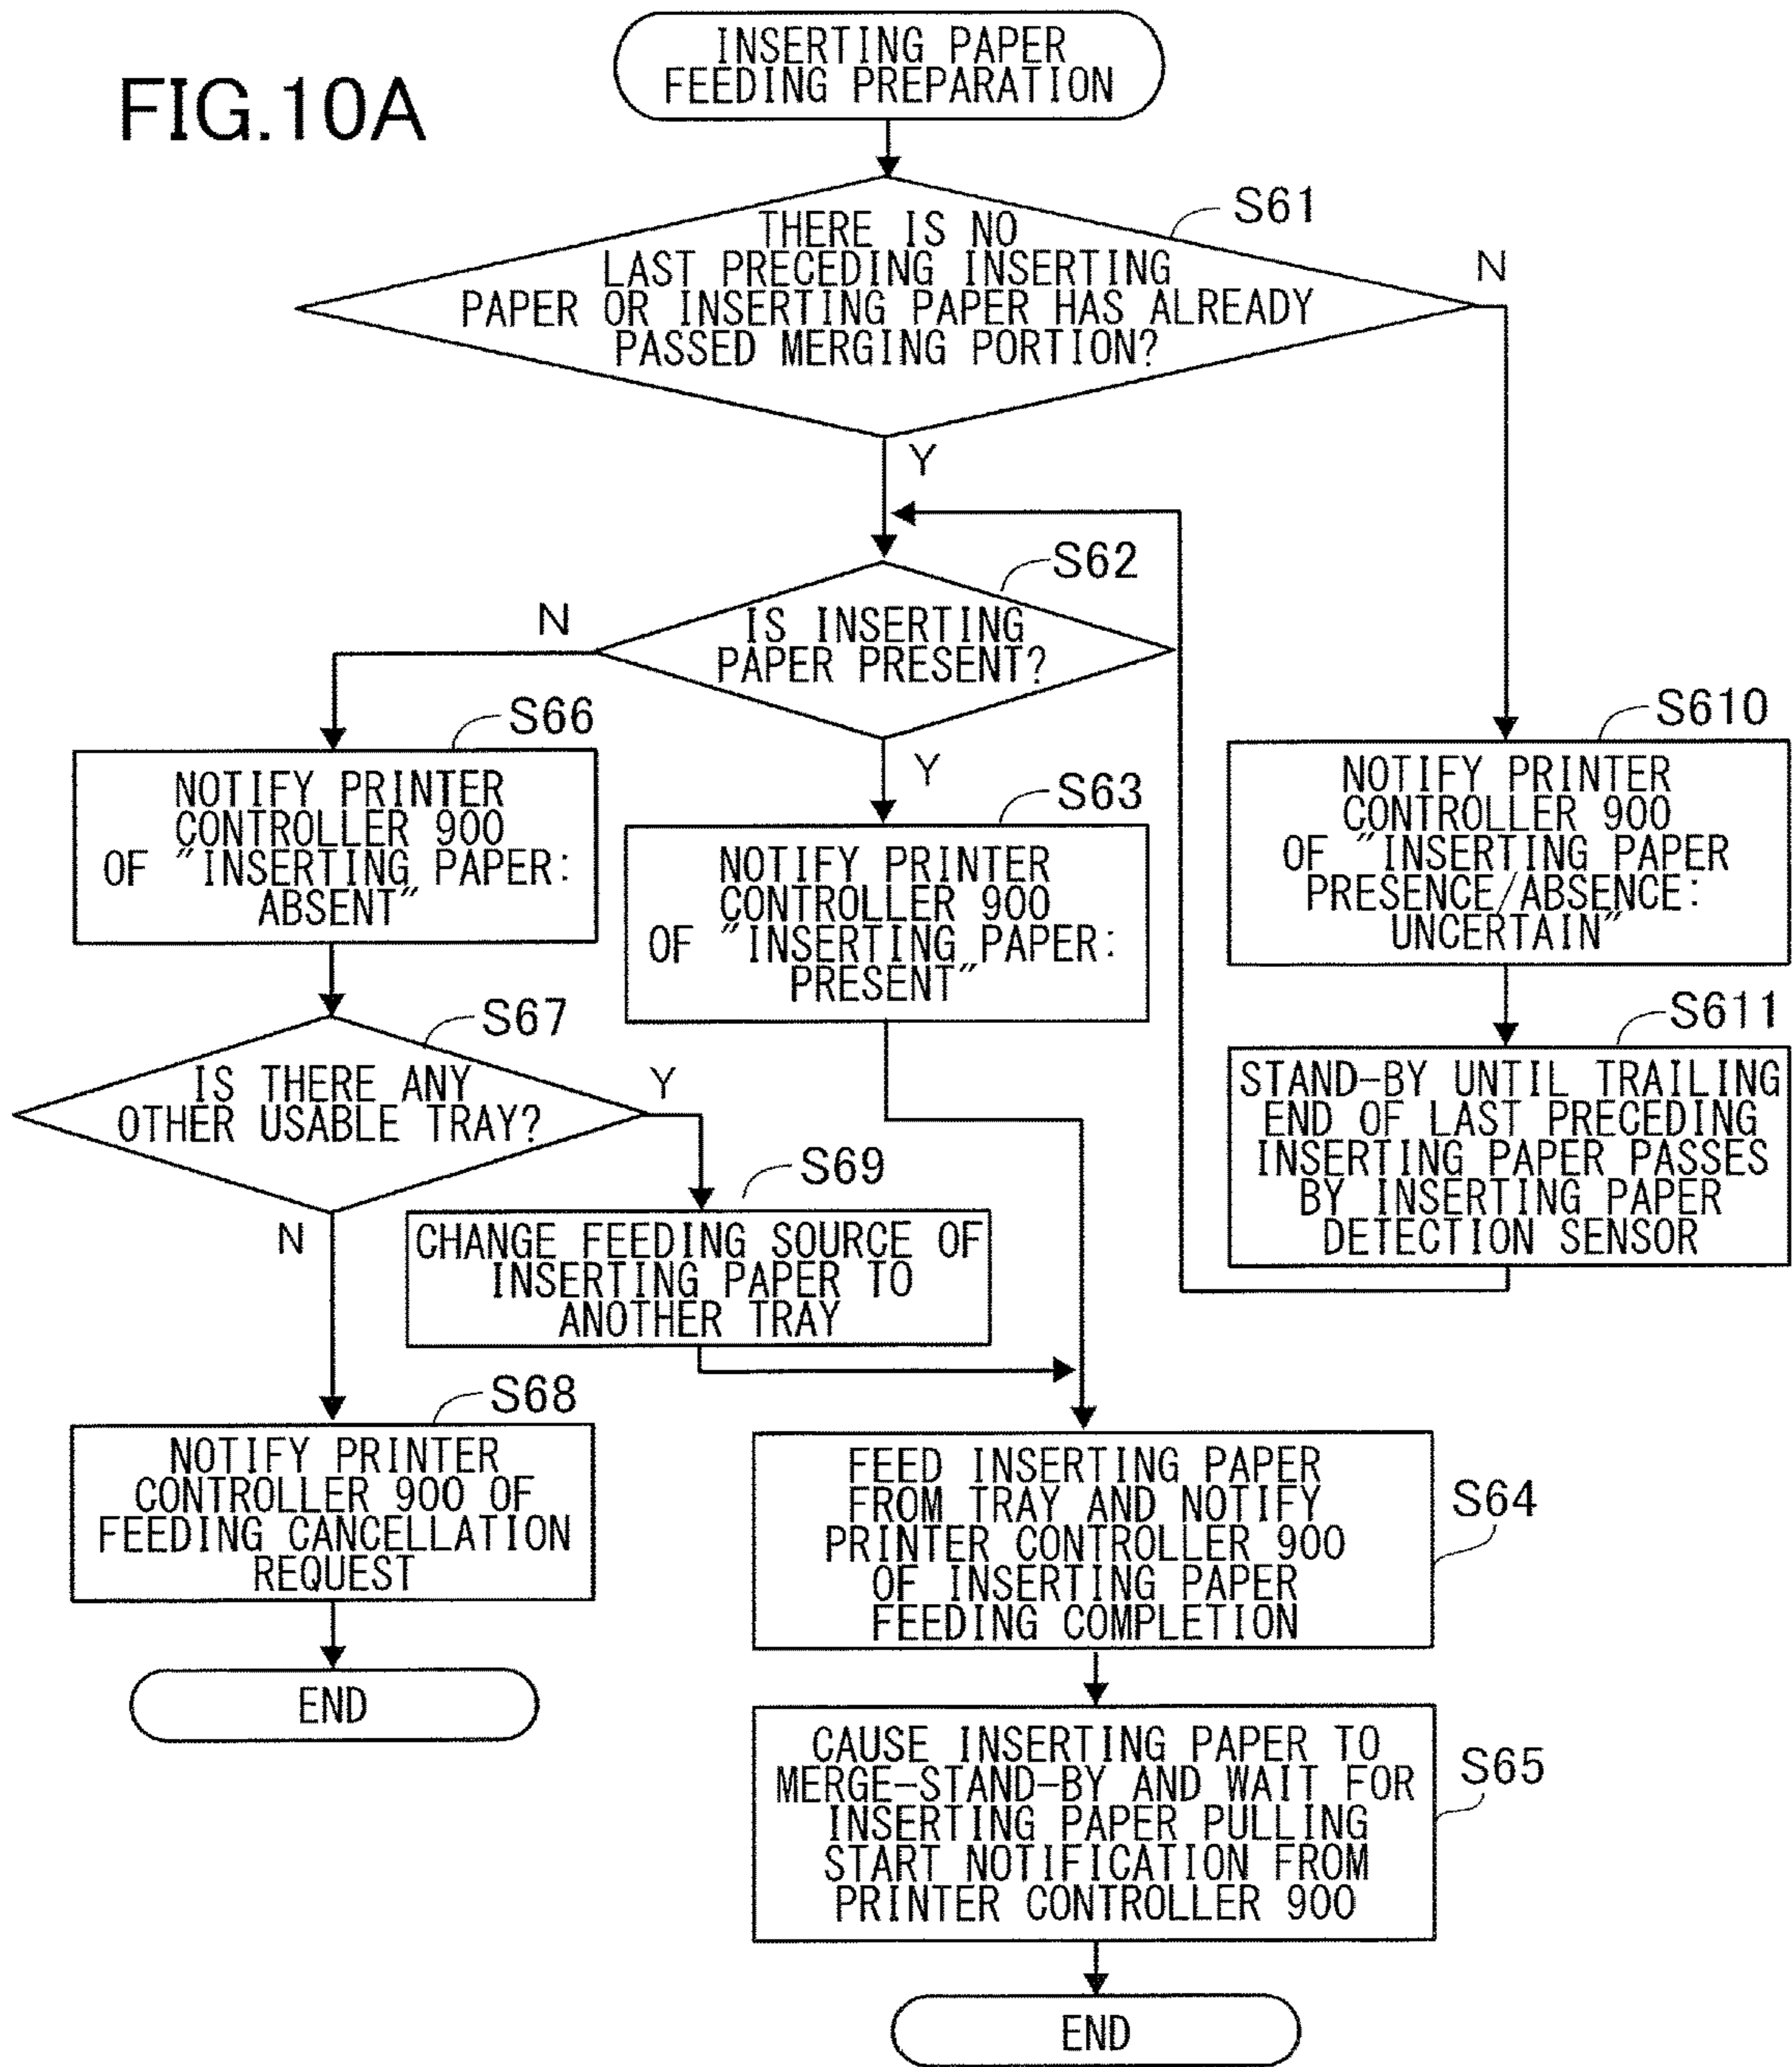 FIG.10A
INSERTING PAPER
FEEDING PREPARATION
S61
THERE IS NO
LAST PRECEDING INSERTING
PAPER OR INSERTING PAPER HAS ALREADY
PASSED MERGING PORTION?
N
Y
S62
IS INSERTING
PAPER PRESENT?
N
Y
S66
NOTIFY PRINTER
CONTROLLER 900
OF "INSERTING PAPER:
ABSENT"
S63
NOTIFY PRINTER
CONTROLLER 900
OF "INSERTING PAPER:
PRESENT"
S610
NOTIFY PRINTER
CONTROLLER 900
OF "INSERTING PAPER
PRESENCE/ABSENCE:
UNCERTAIN"
S67
IS THERE ANY
OTHER USABLE TRAY?
Y
N
S611
STAND-BY UNTIL TRAILING
END OF LAST PRECEDING
INSERTING PAPER PASSES
BY INSERTING PAPER
DETECTION SENSOR
S69
CHANGE FEEDING SOURCE OF
INSERTING PAPER TO
ANOTHER TRAY
S68
NOTIFY PRINTER
CONTROLLER 900 OF
FEEDING CANCELLATION
REQUEST
END
S64
FEED INSERTING PAPER
FROM TRAY AND NOTIFY
PRINTER CONTROLLER 900
OF INSERTING PAPER
FEEDING COMPLETION
S65
CAUSE INSERTING PAPER TO
MERGE-STAND-BY AND WAIT FOR
INSERTING PAPER PULLING
START NOTIFICATION FROM
PRINTER CONTROLLER 900
END